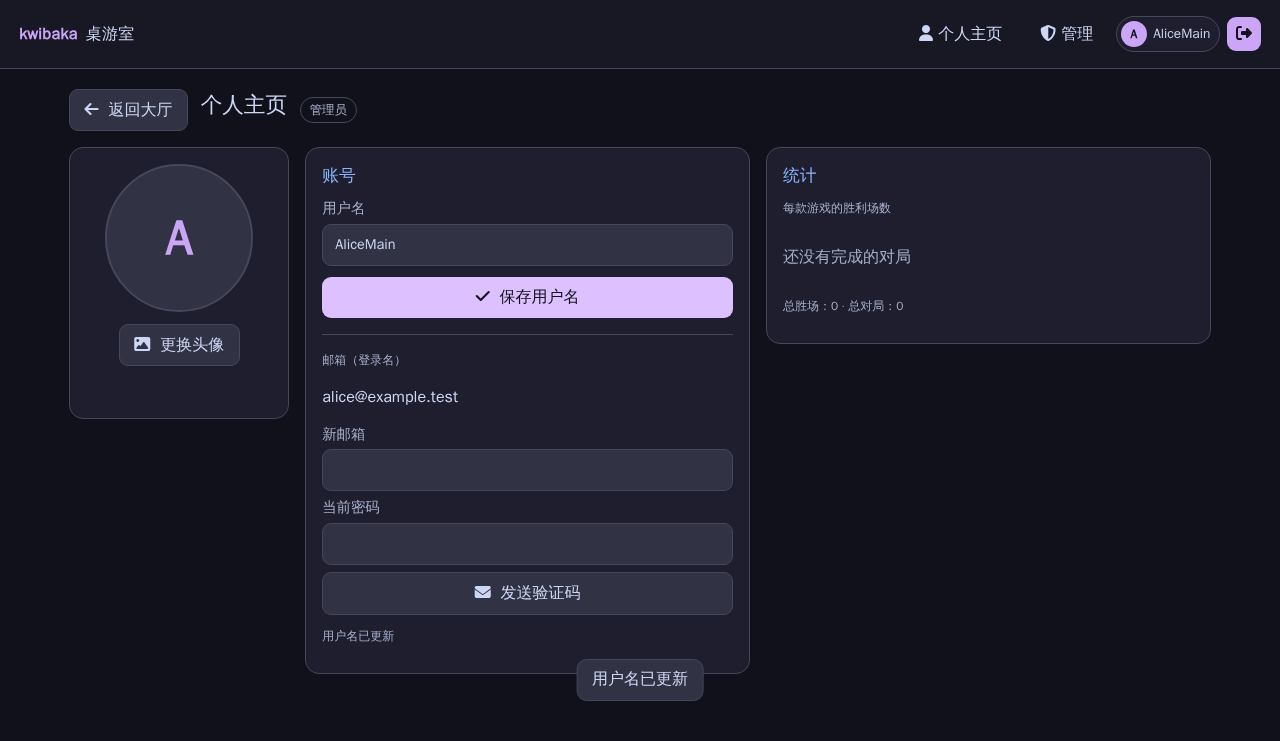 kwibaka 桌游室
个人主页
管理
A AliceMain
返回大厅
个人主页
管理员
A
更换头像
账号
用户名
AliceMain
保存用户名
邮箱（登录名）
alice@example.test
新邮箱
当前密码
发送验证码
用户名已更新
统计
每款游戏的胜利场数
还没有完成的对局
总胜场：0 · 总对局：0
用户名已更新